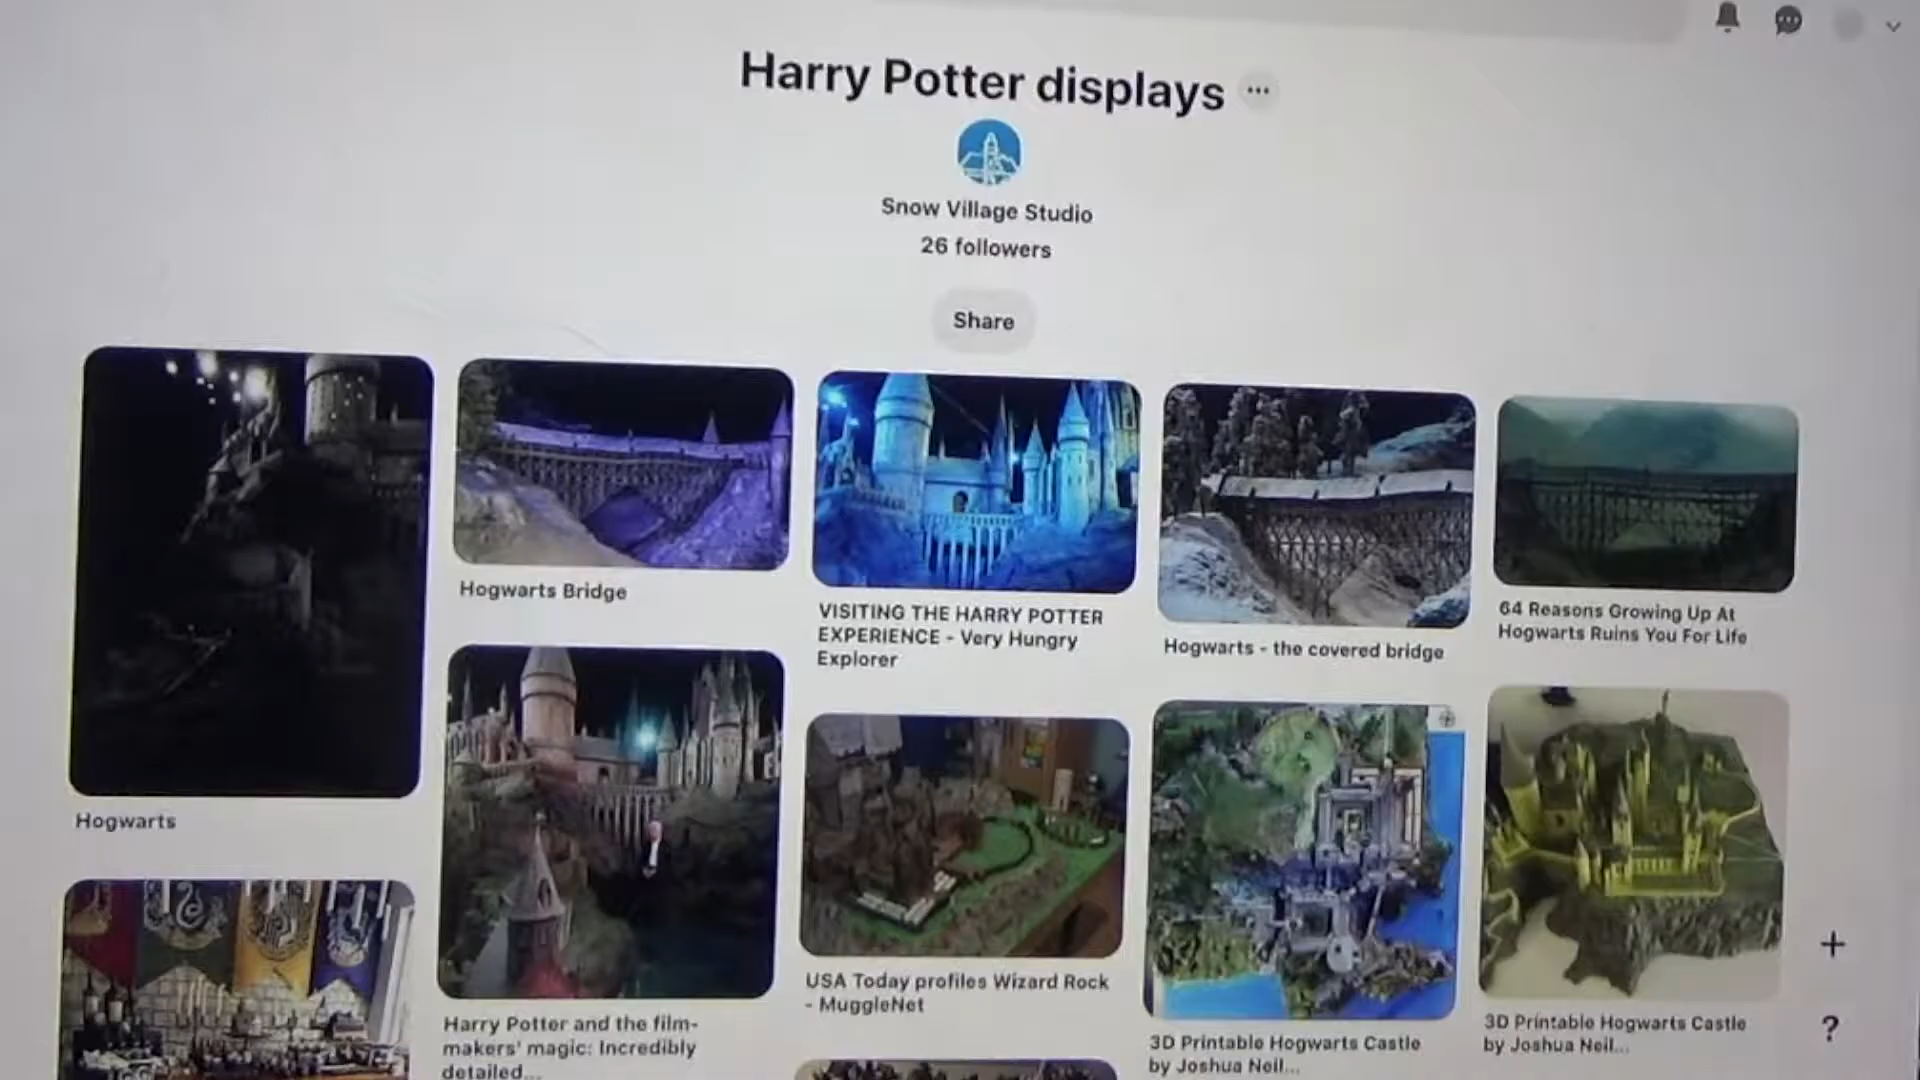 Harry Potter displays
Snow Village Studio
26 followers
Share
Hogwarts
Hogwarts Bridge
VISITING THE HARRY POTTER
EXPERIENCE - Very Hungry
Explorer
Hogwarts - the covered bridge
64 Reasons Growing Up At
Hogwarts Ruins You For Life
Harry Potter and the film-
makers' magic: Incredibly
detailed...
USA Today profiles Wizard Rock
- MuggleNet
3D Printable Hogwarts Castle
by Joshua Neil...
3D Printable Hogwarts Castle
by Joshua Neil...
?